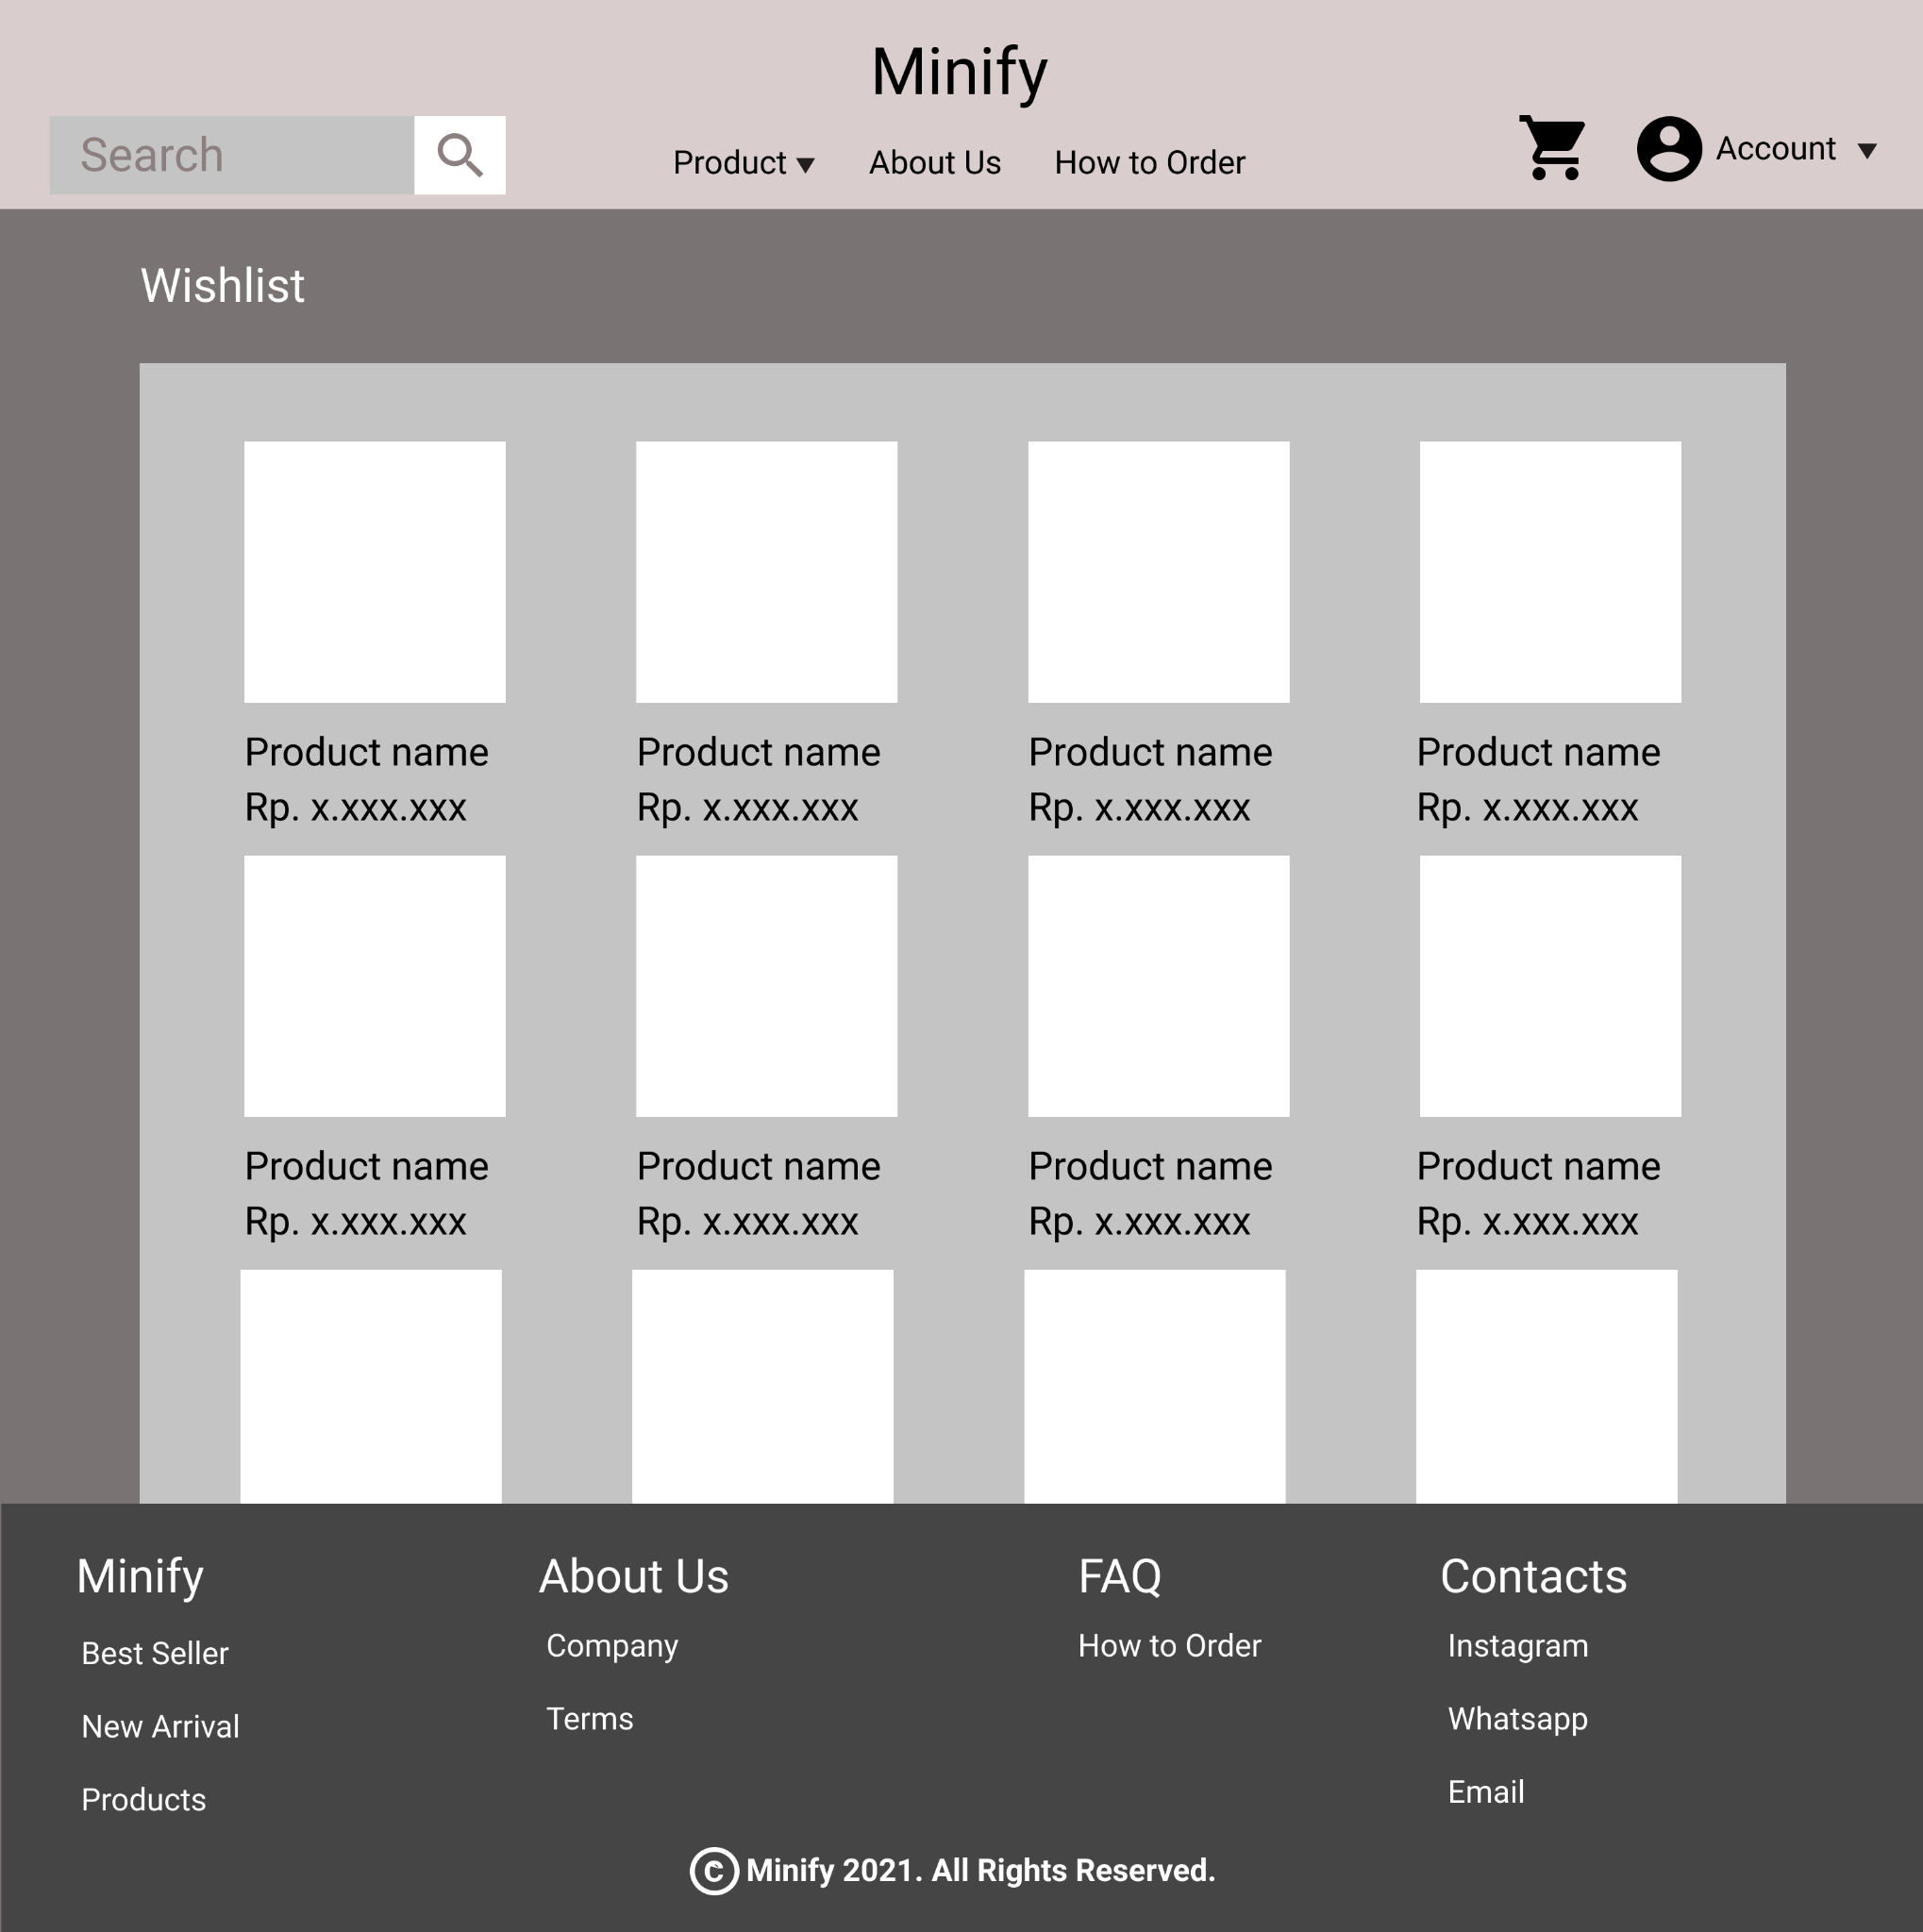 Minify
Search
Product About Us How to Order
Account
Wishlist
Product name Product name Product name Product name
Rp. x.xxx.xxx Rp. x.xxx.xxx Rp. x.xxx.xxx Rp. x.xxx.xxx
Product name Product name Product name Product name
Rp. x.xxx.xxx Rp. x.xxx.xxx Rp. x.xxx.xxx Rp. x.xxx.xxx
Minify
Best Seller
New Arrival
Products
About Us
Company
Terms
FAQ
How to Order
Contacts
Instagram
Whatsapp
Email
© Minify 2021. All Rights Reserved.